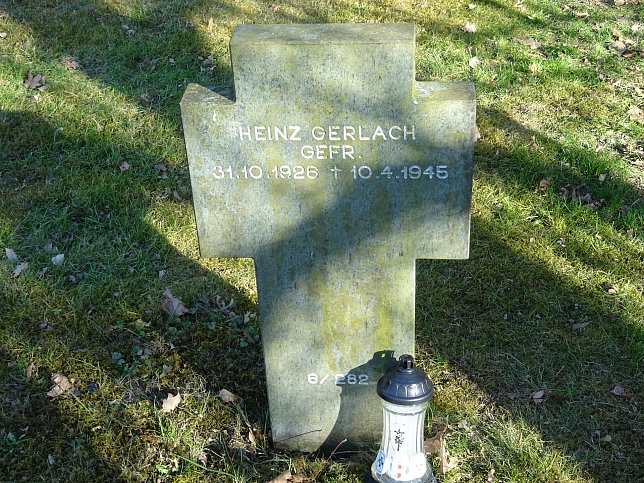 HEINZ GERLACH
GEFR.
31.10.1926 † 10.4.1945
6/262